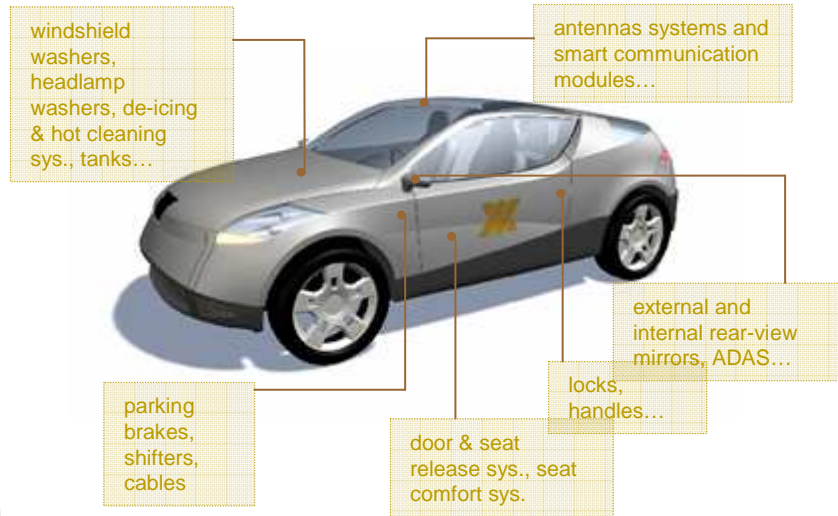 windshield
washers,
headlamp
washers, de-icing
& hot cleaning
sys., tanks…
antennas systems and
smart communication
modules…
external and
internal rear-view
mirrors, ADAS…
locks,
handles…
parking
brakes,
shifters,
cables
door & seat
release sys., seat
comfort sys.